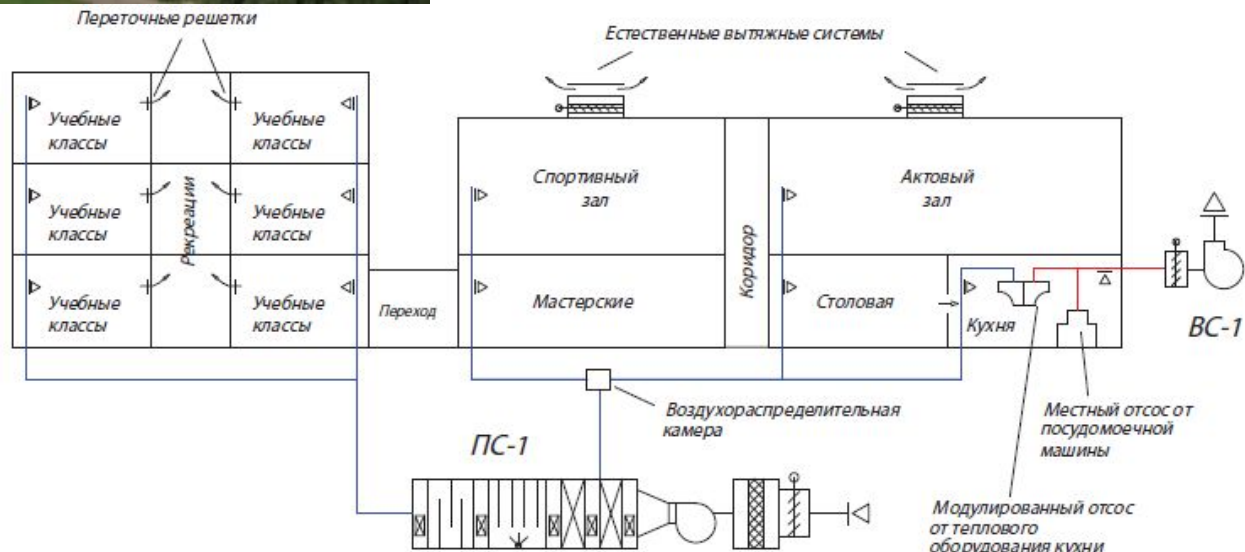 Переточные решетки
Естественные вытяжные системы
Учебные
классы
Учебные
классы
Спортивный
зал
Актовый
зал
Учебные
классы
Рекреации
Учебные
классы
Коридор
Учебные
классы
Учебные
классы
Переход
Мастерские
Столовая
Кухня
ВС-1
Воздухораспределительная
камера
Местный отсос от
посудомоечной
машины
ПС-1
Модулированный отсос
от теплового
оборудования кухни